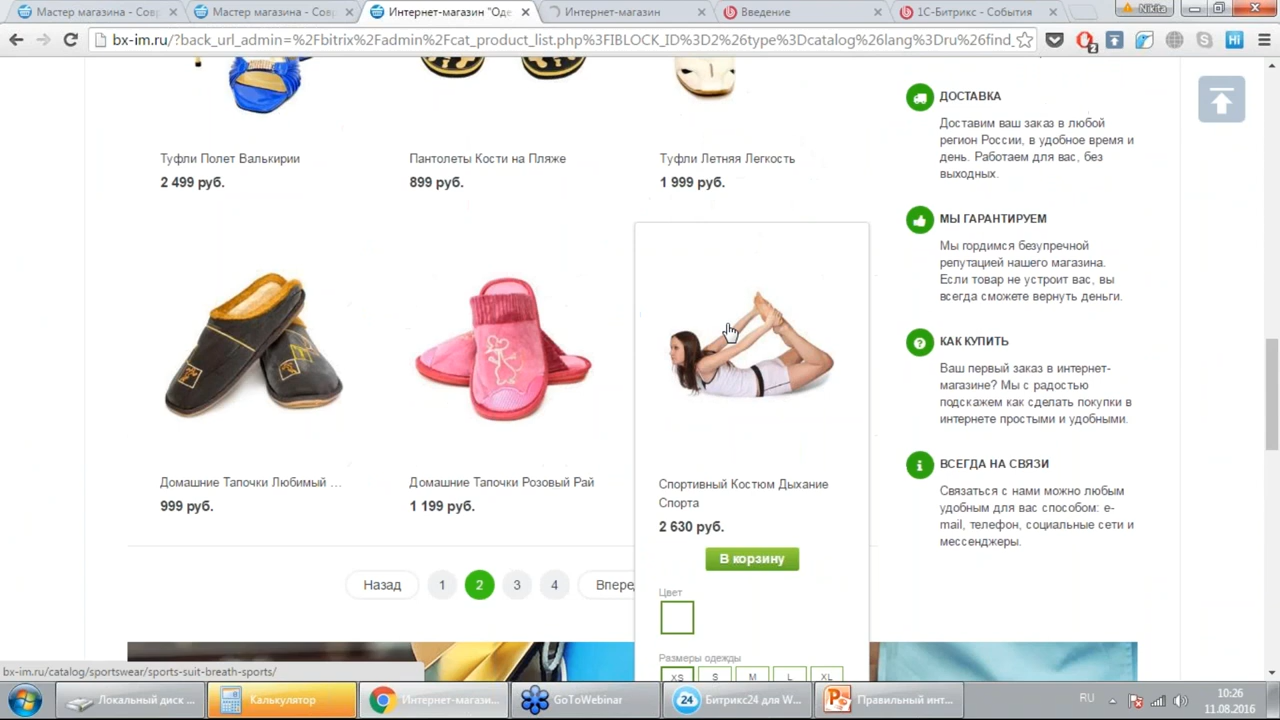 Мастер магазина - Совр
Мастер магазина - Совр
Интернет-магазин "Оде
Интернет-магазин
Введение
1С-Битрикс - События
Nikita
bx-im.ru/?back_url_admin=%2Fbitrix%2Fadmin%2Fcat_product_list.php%3FIBLOCK_ID%3D2%26type%3Dcatalog%26lang%3Dru%26find_
2
Hi
Туфли Полет Валькирии
2 499 руб.
Пантолеты Кости на Пляже
899 руб.
Туфли Летняя Легкость
1 999 руб.
Домашние Тапочки Любимый ...
999 руб.
Домашние Тапочки Розовый Рай
1 199 руб.
Спортивный Костюм Дыхание
Спорта
2 630 руб.
В корзину
Цвет
Размеры одежды
XS S M L XL
Назад 1 2 3 4 Вперед
ДОСТАВКА
Доставим ваш заказ в любой
регион России, в удобное время и
день. Работаем для вас, без
выходных.
МЫ ГАРАНТИРУЕМ
Мы гордимся безупречной
репутацией нашего магазина.
Если товар не устроит вас, вы
всегда сможете вернуть деньги.
КАК КУПИТЬ
Ваш первый заказ в интернет-
магазине? Мы с радостью
подскажем как сделать покупки в
интернете простыми и удобными.
ВСЕГДА НА СВЯЗИ
Связаться с нами можно любым
удобным для вас способом: e-
mail, телефон, социальные сети и
мессенджеры.
bx-im.ru/catalog/sportswear/sports-suit-breath-sports/
Локальный диск ...
Калькулятор
Интернет-магази...
GoToWebinar
24
Битрикс24 для W...
Правильный инт...
RU
10:26
11.08.2016